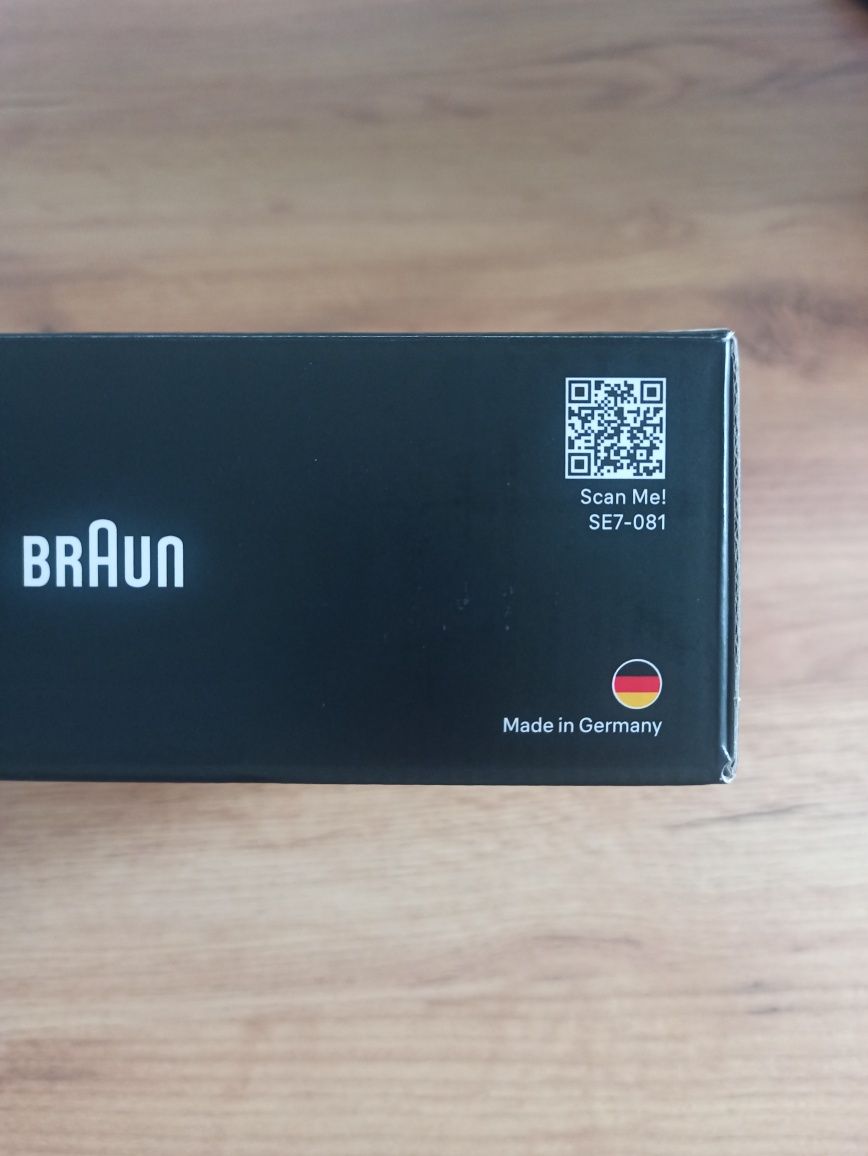 Scan Me!
SE7-081
BRAUN
Made in Germany